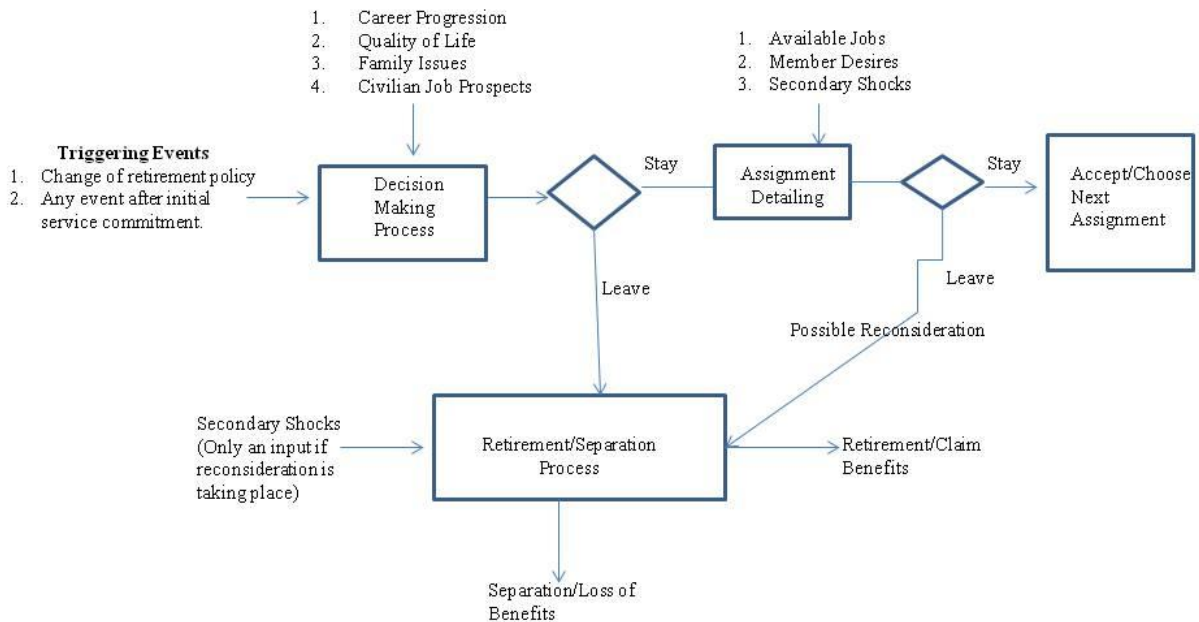 1. Career Progression
2. Quality of Life
3. Family Issues
4. Civilian Job Prospects
1. Available Jobs
2. Member Desires
3. Secondary Shocks
Triggering Events
1. Change of retirement policy
2. Any event after initial
service commitment.
Decision
Making
Process
Stay
Assignment
Detailing
Stay
Accept/Choose
Next
Assignment
Leave
Leave
Possible Reconsideration
Secondary Shocks
(Only an input if
reconsideration is
taking place)
Retirement/Separation
Process
Retirement/Claim
Benefits
Separation/Loss of
Benefits